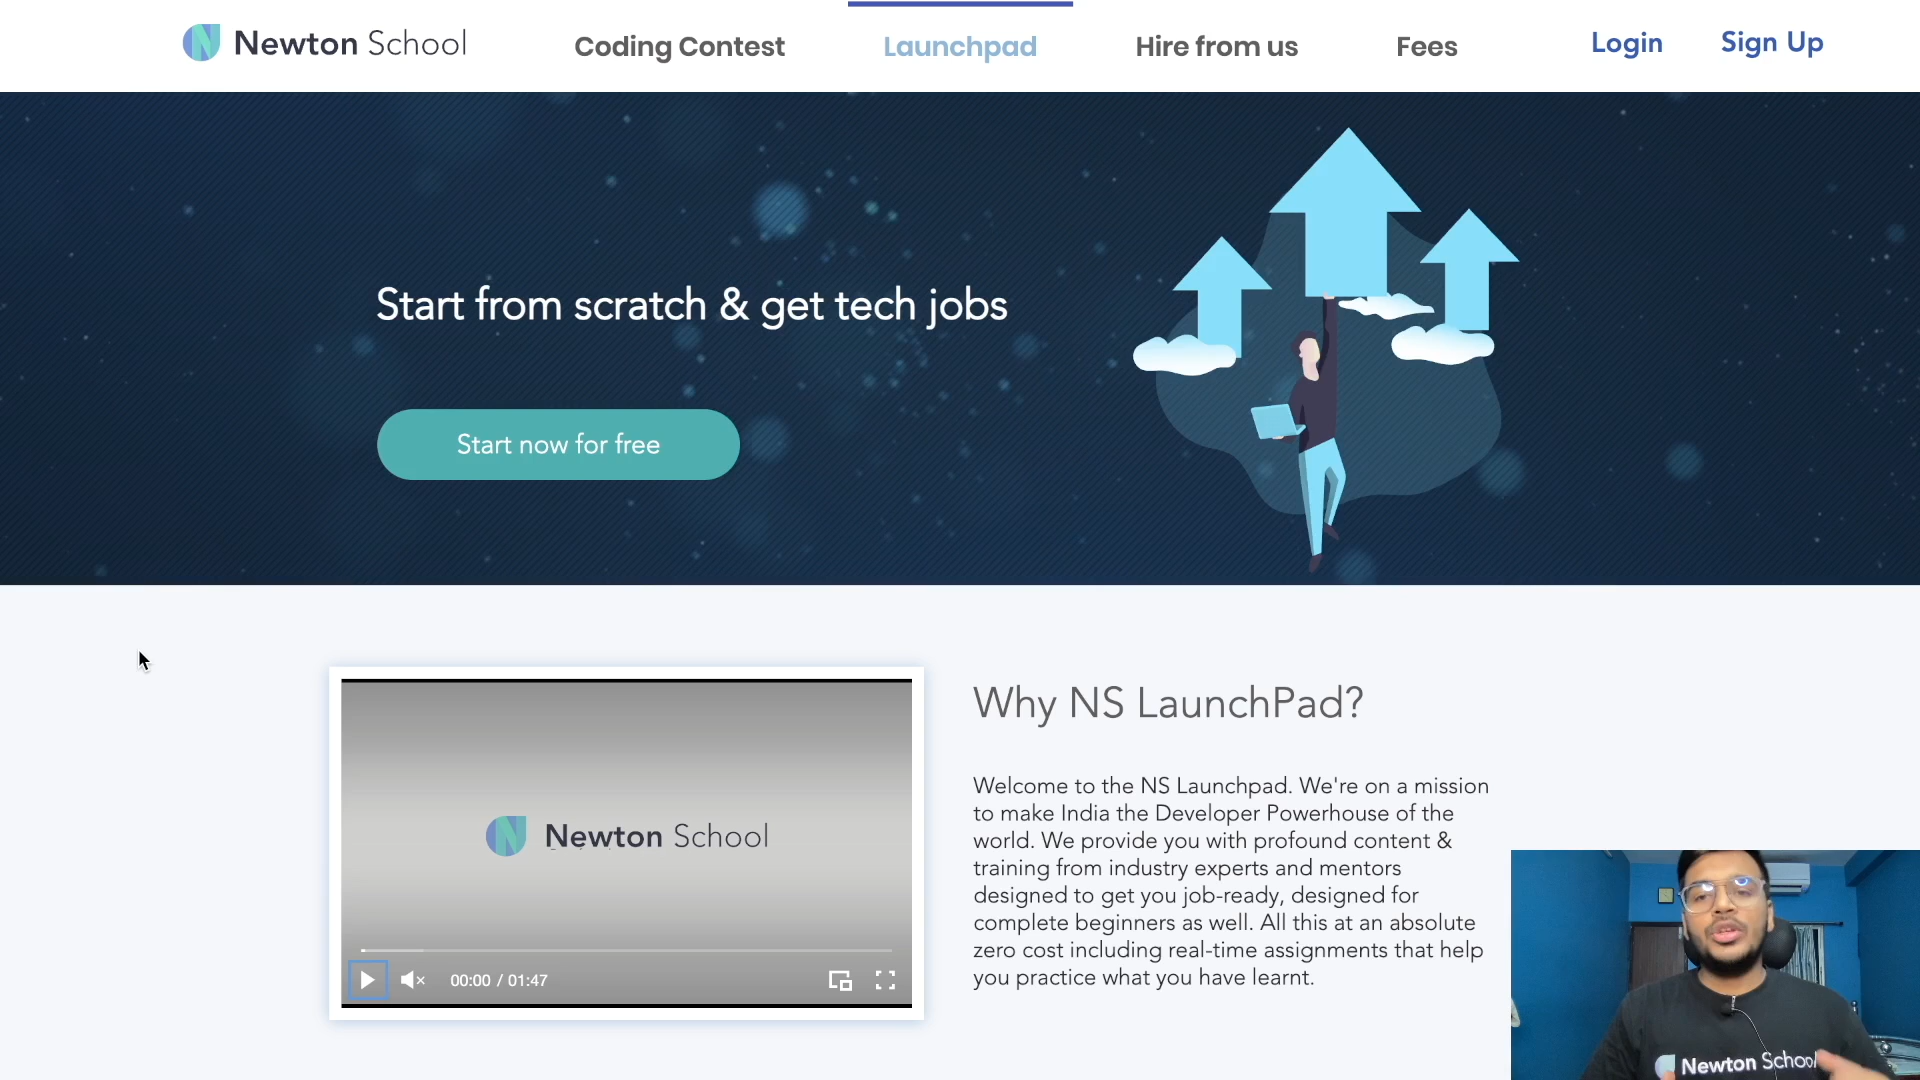 Newton School
Coding Contest
Launchpad
Hire from us
Fees
Login
Sign Up
Start from scratch & get tech jobs
Start now for free
Newton School
00:00 / 01:47
Why NS LaunchPad?
Welcome to the NS Launchpad. We're on a mission
to make India the Developer Powerhouse of the
world. We provide you with profound content &
training from industry experts and mentors
designed to get you job-ready, designed for
complete beginners as well. All this at an absolute
zero cost including real-time assignments that help
you practice what you have learnt.
Newton School